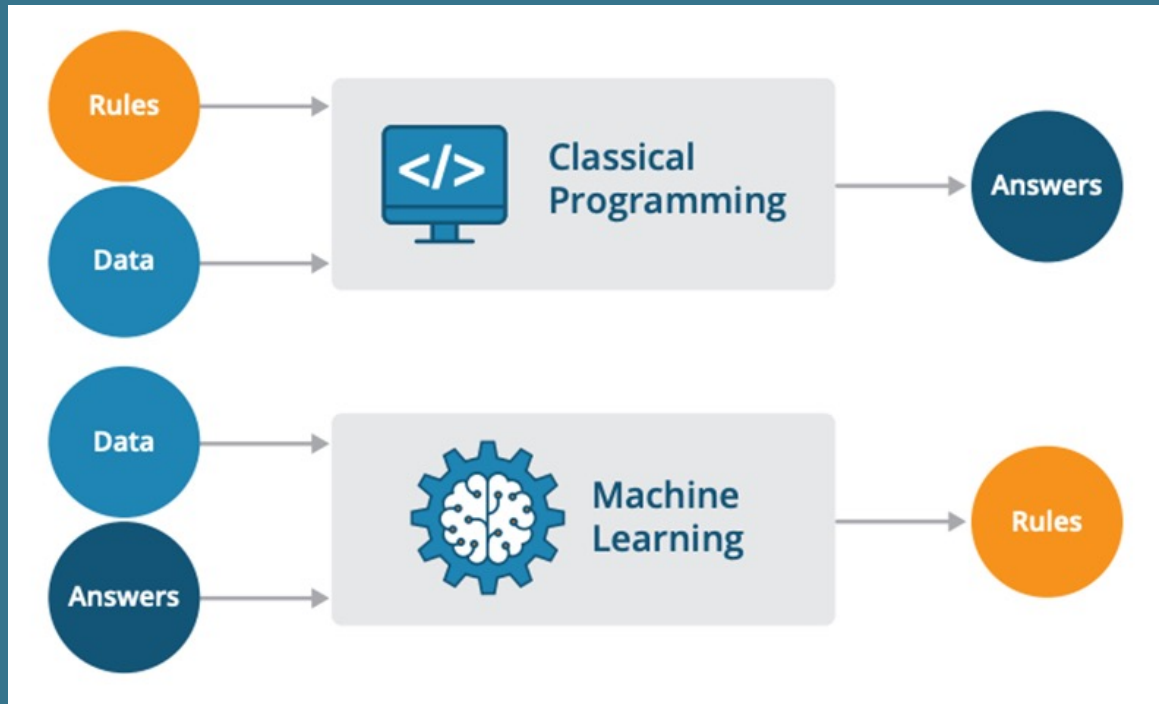 Rules
Data
</>
Classical
Programming
Answers
Data
Answers
Machine
Learning
Rules